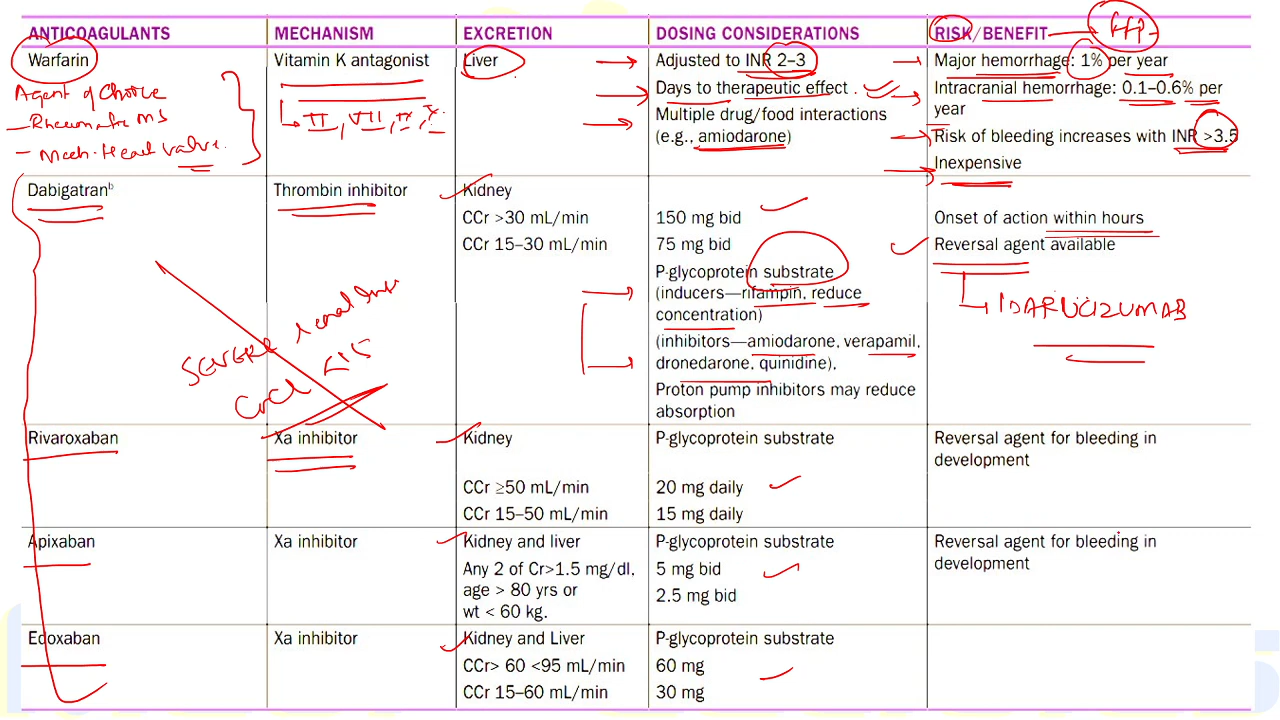 ANTICOAGULANTS MECHANISM EXCRETION DOSING CONSIDERATIONS RISK/BENEFIT FFP
Warfarin Vitamin K antagonist Liver Adjusted to INR 2–3 Major hemorrhage: 1% per year
Agent of Choice
– Rheumatic MS
– Mech. Heart valve
II, VII, IX, X
Days to therapeutic effect
Multiple drug/food interactions
(e.g., amiodarone)
Intracranial hemorrhage: 0.1–0.6% per
year
Risk of bleeding increases with INR >3.5
Inexpensive
Dabigatranᵇ Thrombin inhibitor Kidney
CCr >30 mL/min 150 mg bid Onset of action within hours
CCr 15–30 mL/min 75 mg bid Reversal agent available
P-glycoprotein substrate
(inducers—rifampin, reduce
concentration)
(inhibitors—amiodarone, verapamil,
dronedarone, quinidine),
Proton pump inhibitors may reduce
absorption
IDARUCIZUMAB
SEVERE renal
CrCl <15
Rivaroxaban Xa inhibitor Kidney P-glycoprotein substrate Reversal agent for bleeding in
development
CCr ≥50 mL/min 20 mg daily
CCr 15–50 mL/min 15 mg daily
Apixaban Xa inhibitor Kidney and liver P-glycoprotein substrate Reversal agent for bleeding in
development
Any 2 of Cr>1.5 mg/dl, 5 mg bid
age > 80 yrs or 2.5 mg bid
wt < 60 kg.
Edoxaban Xa inhibitor Kidney and Liver P-glycoprotein substrate
CCr> 60 <95 mL/min 60 mg
CCr 15–60 mL/min 30 mg